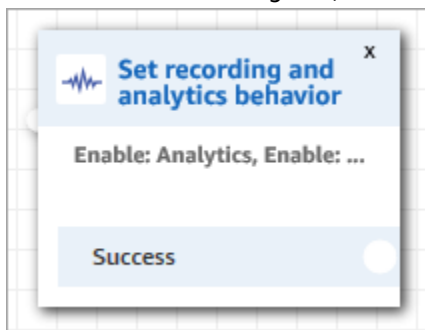 x
Set recording and
analytics behavior
Enable: Analytics, Enable: ...
Success